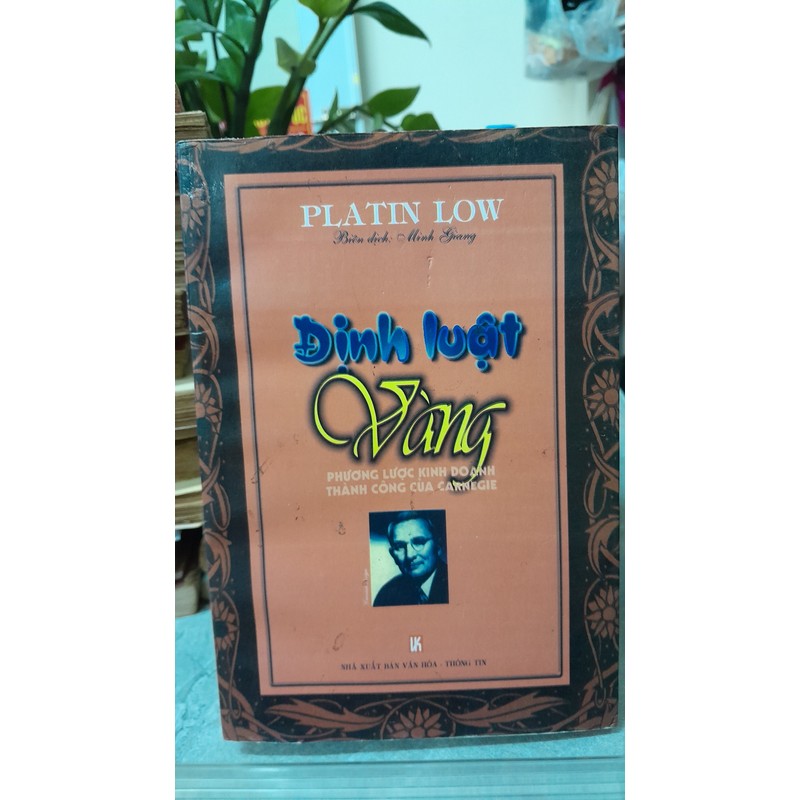 PLATIN LOW
Biên dịch: Minh Giang
Định luật
Vàng
PHƯƠNG LƯỢC KINH DOANH
THÀNH CÔNG CỦA CARNEGIE
NHÀ XUẤT BẢN VĂN HÓA - THÔNG TIN